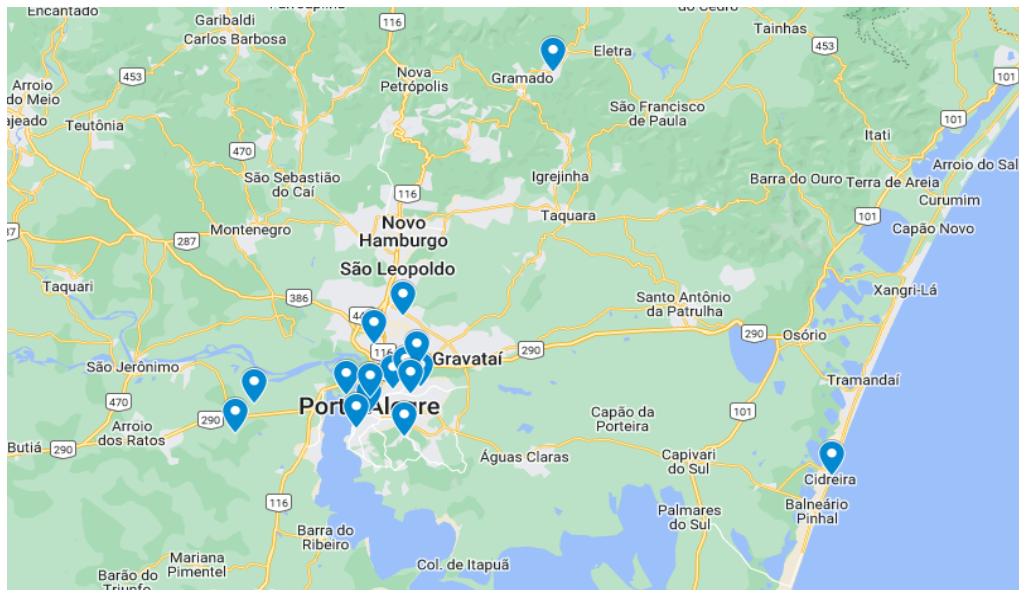 Encantado
Garibaldi
Carlos Barbosa
116
Tainhas
453
Eletra
Gramado
Nova
Petrópolis
453
101
Arroio
do Meio
ajeado
Teutônia
São Francisco
de Paula
101
Itati
470
Arroio do Sal
São Sebastião
do Caí
116
Igrejinha
Barra do Ouro
Terra de Areia
Curumim
Taquara
101
Capão Novo
Montenegro
Novo
Hamburgo
287
São Leopoldo
Taquari
386
Santo Antônio
da Patrulha
Xangri-Lá
116
Gravataí
290
290
Osório
São Jerônimo
Tramandaí
470
290
Porto Alegre
Arroio
dos Ratos
Capão da
Porteira
101
Butiá
290
Águas Claras
Capivari
do Sul
Cidreira
116
Balneário
Pinhal
Palmares
do Sul
Barra do
Ribeiro
Mariana
Pimentel
Col. de Itapuã
Barão do